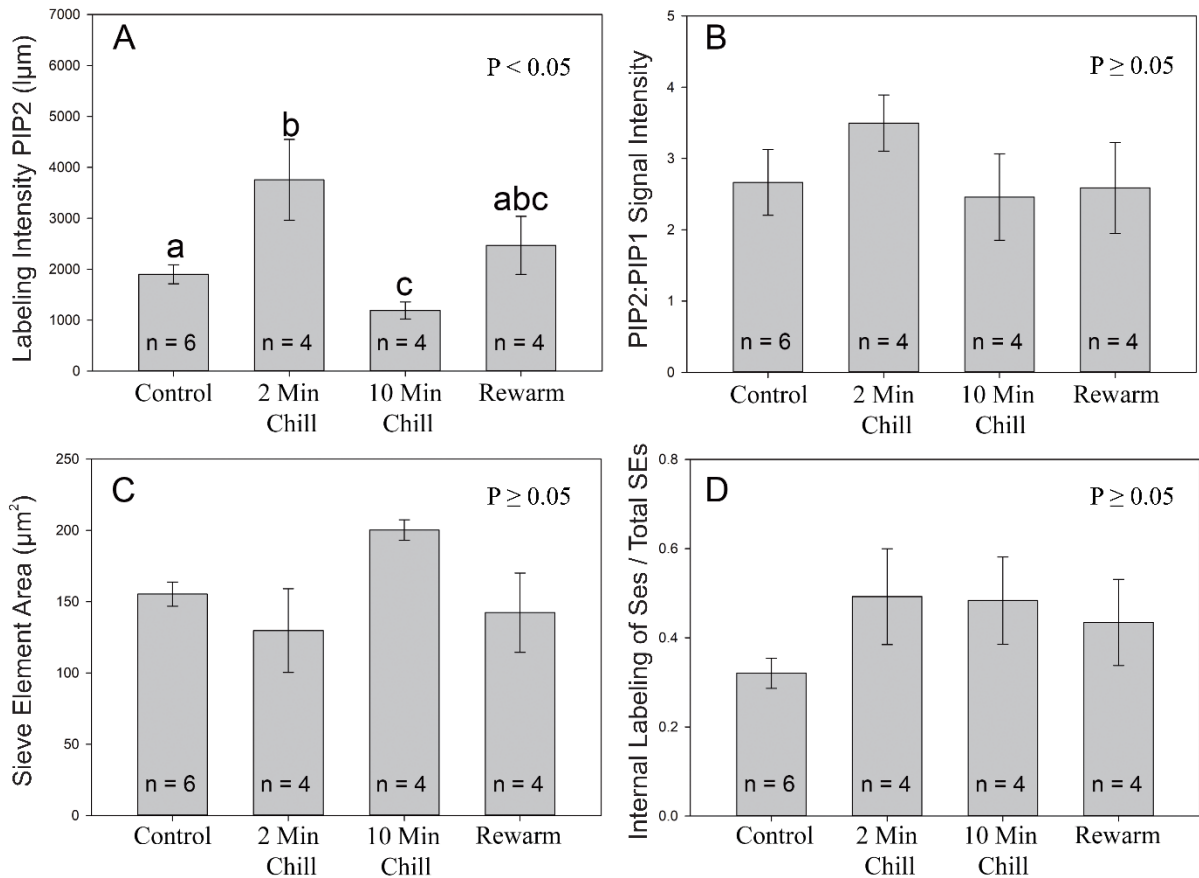 A
P < 0.05
Labeling Intensity PIP2 (Iµm)
7000
6000
5000
4000
3000
2000
1000
0
a
b
c
abc
n = 6
n = 4
n = 4
n = 4
Control
2 Min
Chill
10 Min
Chill
Rewarm
B
P ≥ 0.05
PIP2:PIP1 Signal Intensity
5
4
3
2
1
0
n = 6
n = 4
n = 4
n = 4
Control
2 Min
Chill
10 Min
Chill
Rewarm
C
P ≥ 0.05
Sieve Element Area (µm²)
250
200
150
100
50
0
n = 6
n = 4
n = 4
n = 4
Control
2 Min
Chill
10 Min
Chill
Rewarm
D
P ≥ 0.05
Internal Labeling of Ses / Total SEs
0.8
0.6
0.4
0.2
0.0
n = 6
n = 4
n = 4
n = 4
Control
2 Min
Chill
10 Min
Chill
Rewarm